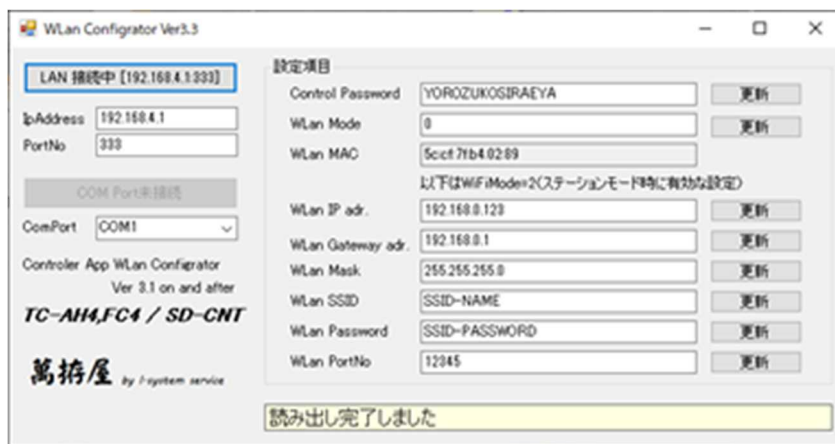 WLan Configrator Ver3.3
LAN 接続中 [192.168.4.1:333]
IpAddress 192.168.4.1
PortNo 333
COM Port未接続
ComPort COM1
Controler App WLan Configrator
Ver 3.1 on and after
TC-AH4,FC4 / SD-CNT
萬拵屋 by I-system service
設定項目
Control Password YOROZUKOSIRAEYA 更新
WLan Mode 0 更新
WLan MAC 5c:cf:7f:b4:02:89
以下はWiFiMode=2(ステーションモード時に有効な設定)
WLan IP adr. 192.168.0.123 更新
WLan Gateway adr. 192.168.0.1 更新
WLan Mask 255.255.255.0 更新
WLan SSID SSID-NAME 更新
WLan Password SSID-PASSWORD 更新
WLan PortNo 12345 更新
読み出し完了しました